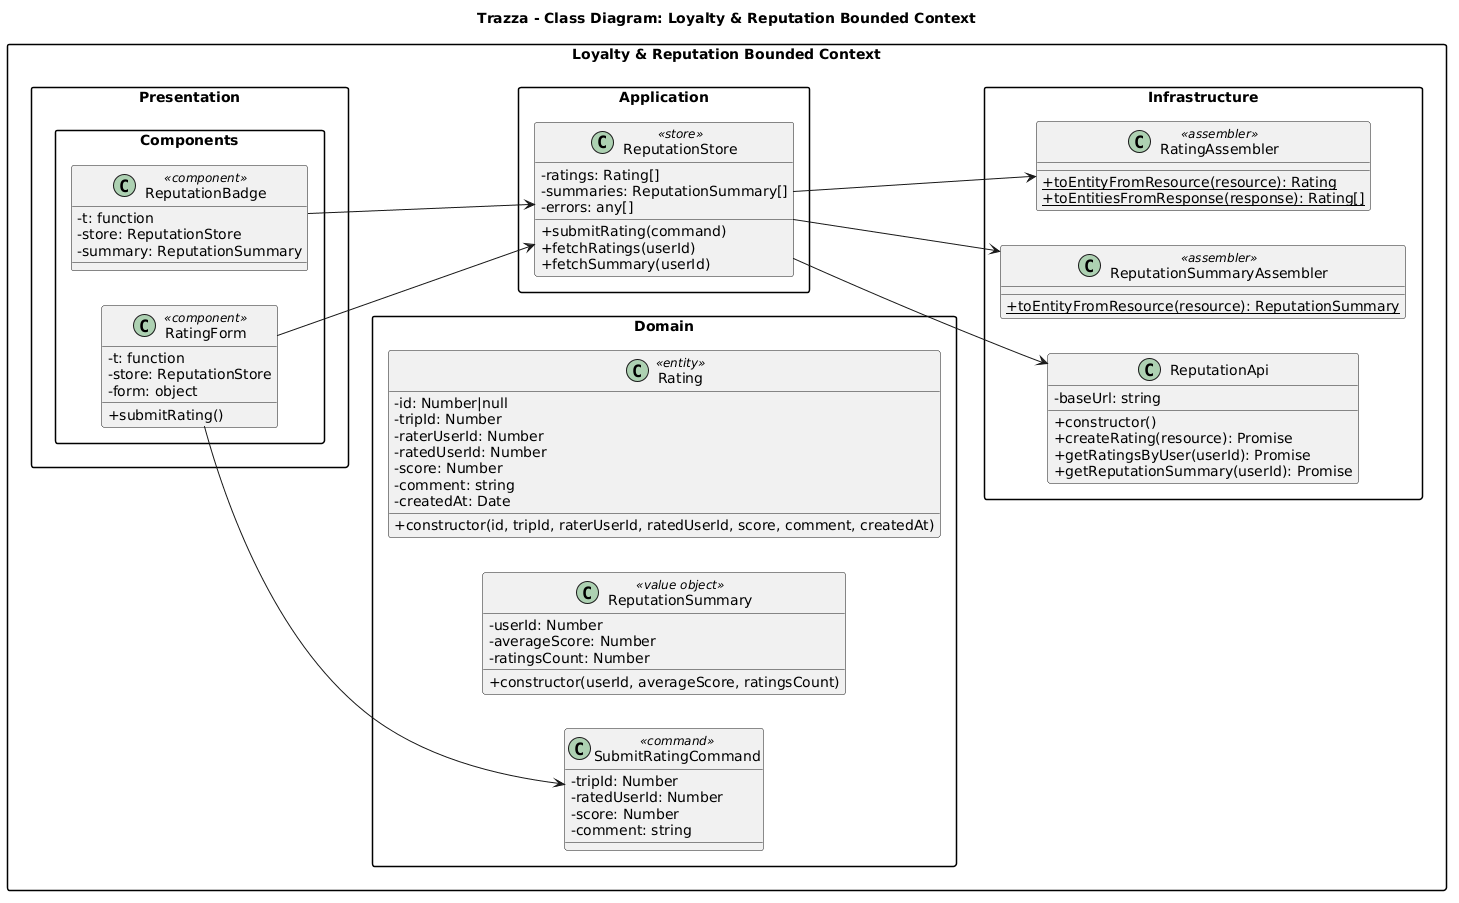 Trazza - Class Diagram: Loyalty & Reputation Bounded Context
Loyalty & Reputation Bounded Context
Presentation
Components
C
«component»
ReputationBadge
-t: function
-store: ReputationStore
-summary: ReputationSummary
C
«component»
RatingForm
-t: function
-store: ReputationStore
-form: object
+submitRating()
Application
C
«store»
ReputationStore
-ratings: Rating[]
-summaries: ReputationSummary[]
-errors: any[]
+submitRating(command)
+fetchRatings(userId)
+fetchSummary(userId)
Domain
C
«entity»
Rating
-id: Number|null
-tripId: Number
-raterUserId: Number
-ratedUserId: Number
-score: Number
-comment: string
-createdAt: Date
+constructor(id, tripId, raterUserId, ratedUserId, score, comment, createdAt)
C
«value object»
ReputationSummary
-userId: Number
-averageScore: Number
-ratingsCount: Number
+constructor(userId, averageScore, ratingsCount)
C
«command»
SubmitRatingCommand
-tripId: Number
-ratedUserId: Number
-score: Number
-comment: string
Infrastructure
C
«assembler»
RatingAssembler
+toEntityFromResource(resource): Rating
+toEntitiesFromResponse(response): Rating[]
C
«assembler»
ReputationSummaryAssembler
+toEntityFromResource(resource): ReputationSummary
C
ReputationApi
-baseUrl: string
+constructor()
+createRating(resource): Promise
+getRatingsByUser(userId): Promise
+getReputationSummary(userId): Promise